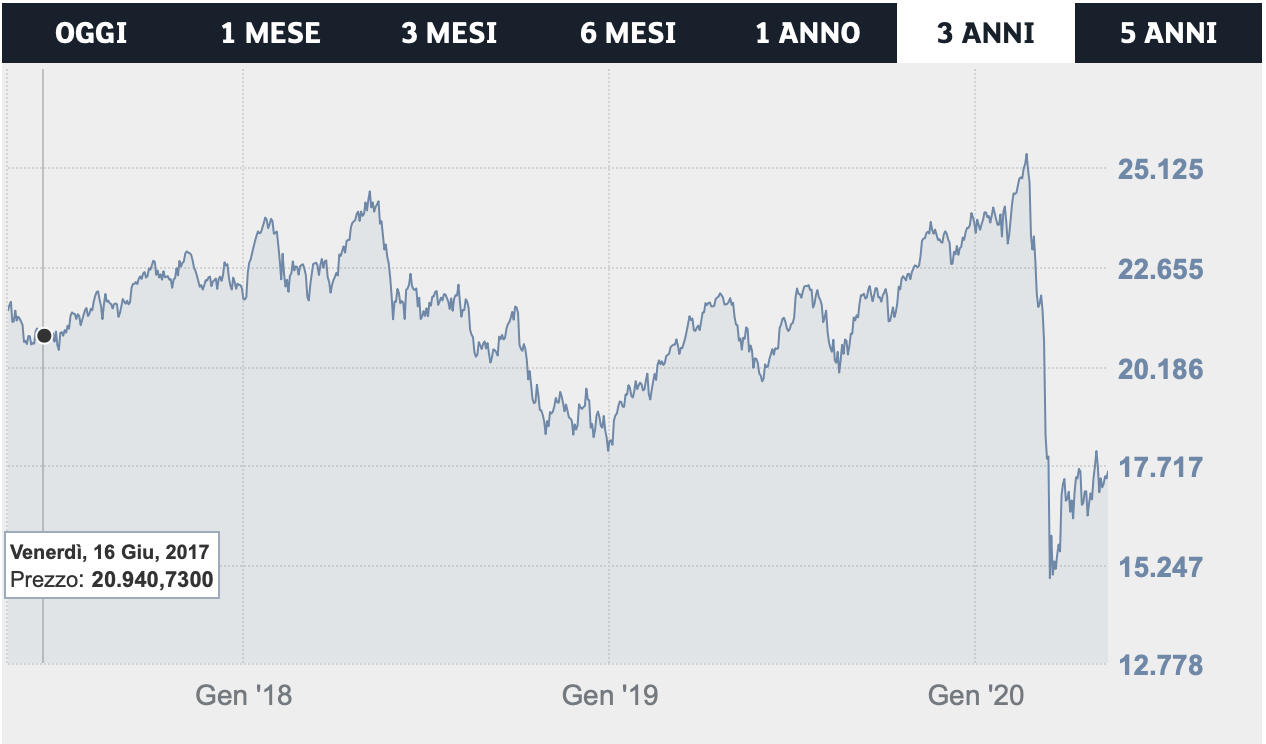 OGGI 1 MESE 3 MESI 6 MESI 1 ANNO 3 ANNI 5 ANNI
25.125
22.655
20.186
17.717
Venerdì, 16 Giu, 2017
Prezzo: 20.940,7300
15.247
12.778
Gen '18 Gen '19 Gen '20